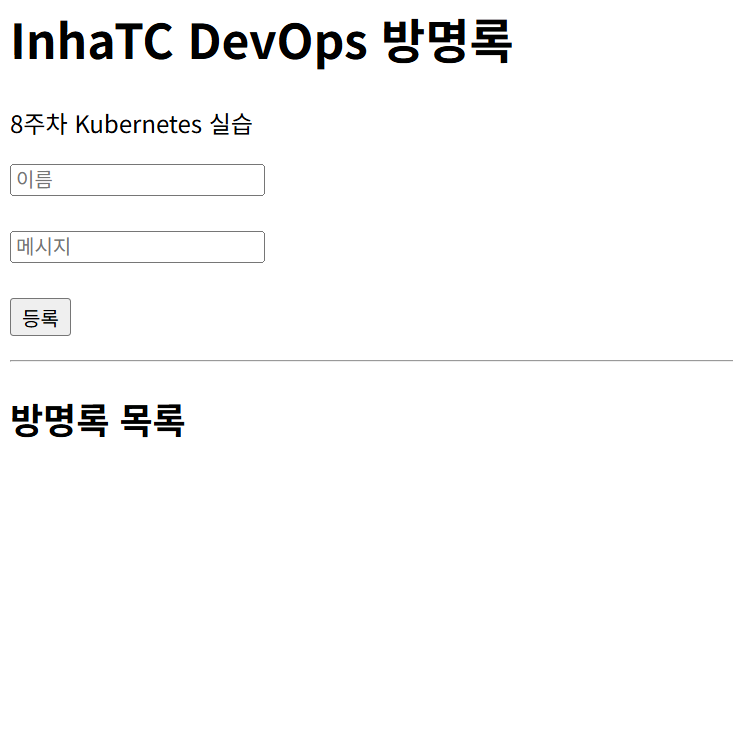 InhaTC DevOps 방명록
8주차 Kubernetes 실습
이름
메시지
등록
방명록 목록